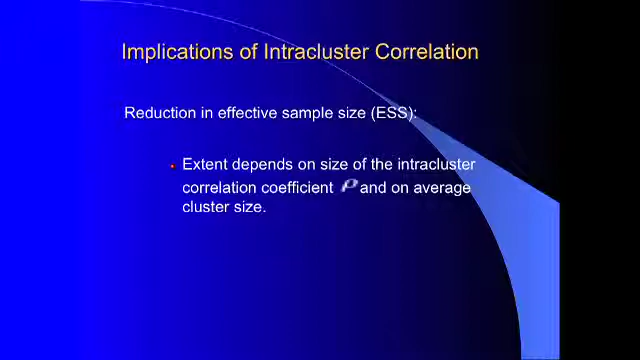 Implications of Intracluster Correlation
Reduction in effective sample size (ESS):
• Extent depends on size of the intracluster
correlation coefficient ρ and on average
cluster size.